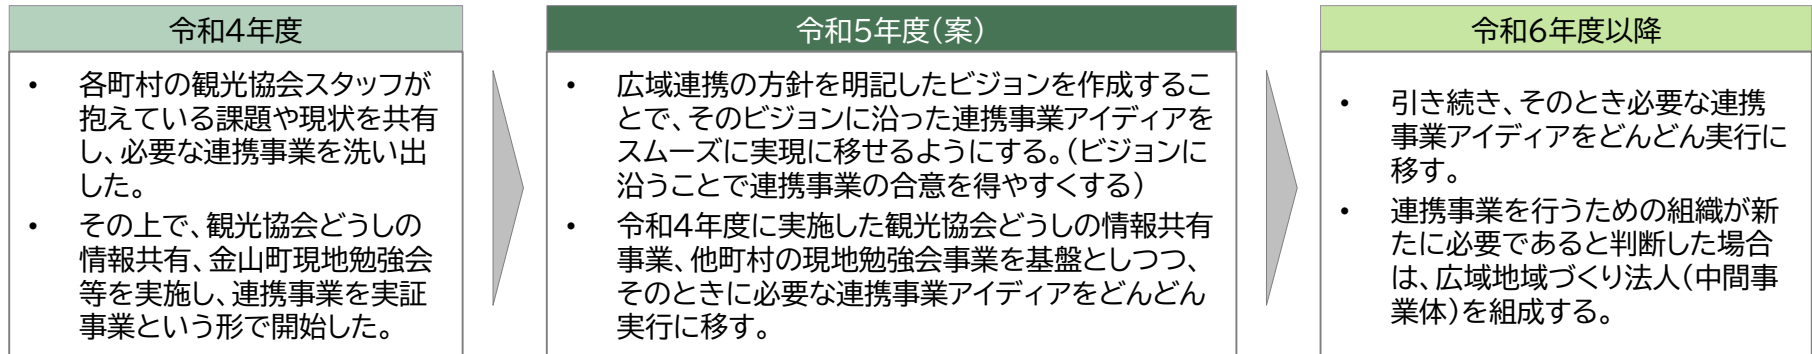 令和4年度
• 各町村の観光協会スタッフが
抱えている課題や現状を共有
し、必要な連携事業を洗い出
した。
• その上で、観光協会どうしの
情報共有、金山町現地勉強会
等を実施し、連携事業を実証
事業という形で開始した。
令和5年度(案)
• 広域連携の方針を明記したビジョンを作成するこ
とで、そのビジョンに沿った連携事業アイディアを
スムーズに実現に移せるようにする。(ビジョンに
沿うことで連携事業の合意を得やすくする)
• 令和4年度に実施した観光協会どうしの情報共有
事業、他町村の現地勉強会事業を基盤としつつ、
そのときに必要な連携事業アイディアをどんどん
実行に移す。
令和6年度以降
• 引き続き、そのとき必要な連携
事業アイディアをどんどん実行に
移す。
• 連携事業を行うための組織が新
たに必要であると判断した場合
は、広域地域づくり法人(中間事
業体)を組成する。